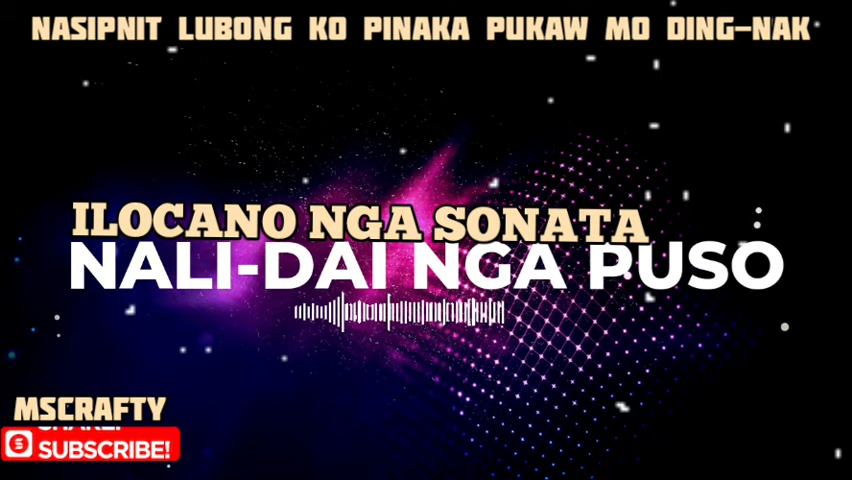 NASIPNIT LUBONG KO PINAKA PUKAW MO DING-NAK
ILOCANO NGA SONATA
NALI-DAI NGA PUSO
MSCRAFTY
SUBSCRIBE!